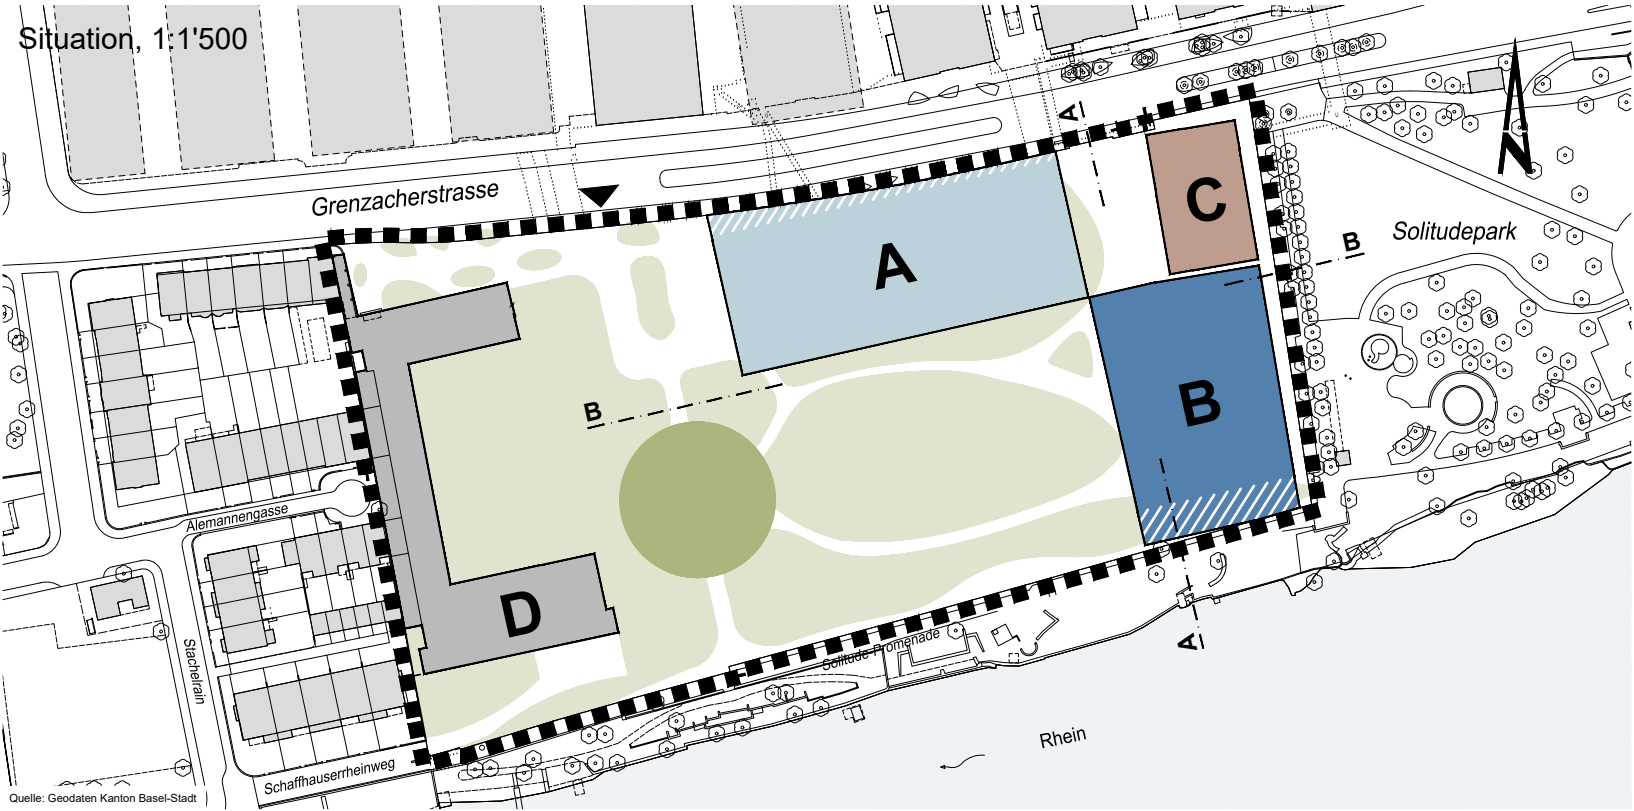 Situation, 1:1'500
Grenzacherstrasse
A
N
C
A
B
Solitudepark
B
B
Alemannengasse
D
Stachelrain
Solitude-Promenade
A
Rhein
Schaffhauserrheinweg
Quelle: Geodaten Kanton Basel-Stadt